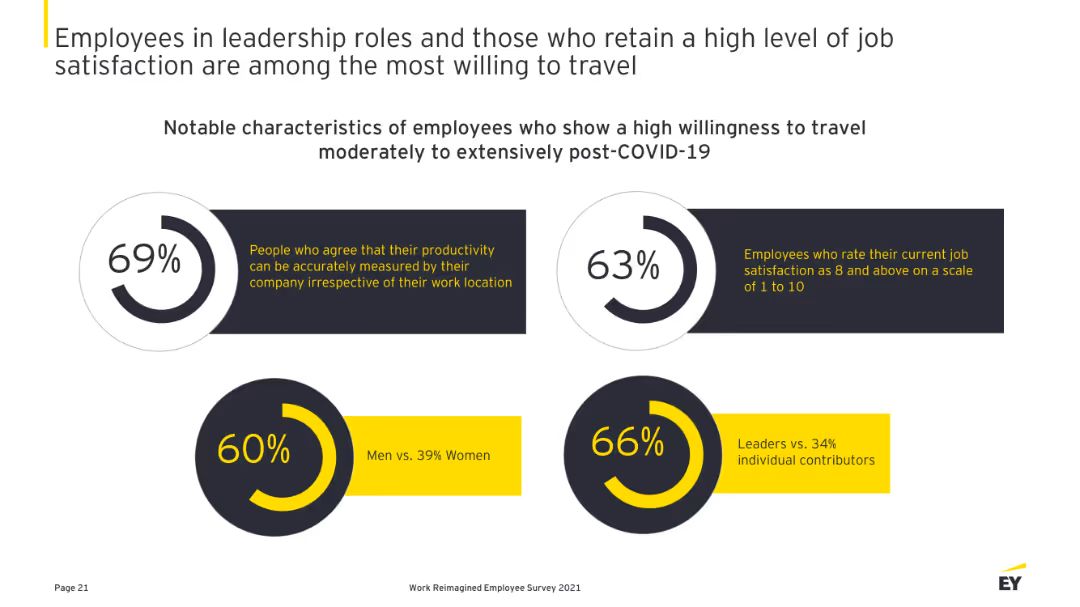 Employees in leadership roles and those who retain a high level of job
satisfaction are among the most willing to travel
Notable characteristics of employees who show a high willingness to travel
moderately to extensively post-COVID-19
69%
People who agree that their productivity
can be accurately measured by their
company irrespective of their work location
63%
Employees who rate their current job
satisfaction as 8 and above on a scale
of 1 to 10
60%
Men vs. 39% Women
66%
Leaders vs. 34%
individual contributors
Page 21
Work Reimagined Employee Survey 2021
EY